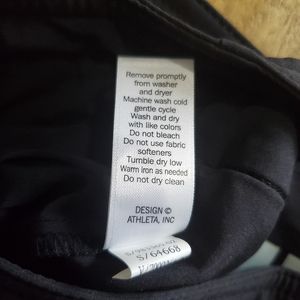 Remove promptly
from washer
and dryer
Machine wash cold
gentle cycle
Wash and dry
with like colors
Do not bleach
Do not use fabric
softeners
Tumble dry low
Warm iron as needed
Do not dry clean
DESIGN ©
ATHLETA, INC
S/64668